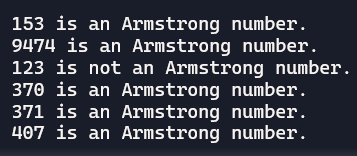 153 is an Armstrong number.
9474 is an Armstrong number.
123 is not an Armstrong number.
370 is an Armstrong number.
371 is an Armstrong number.
407 is an Armstrong number.